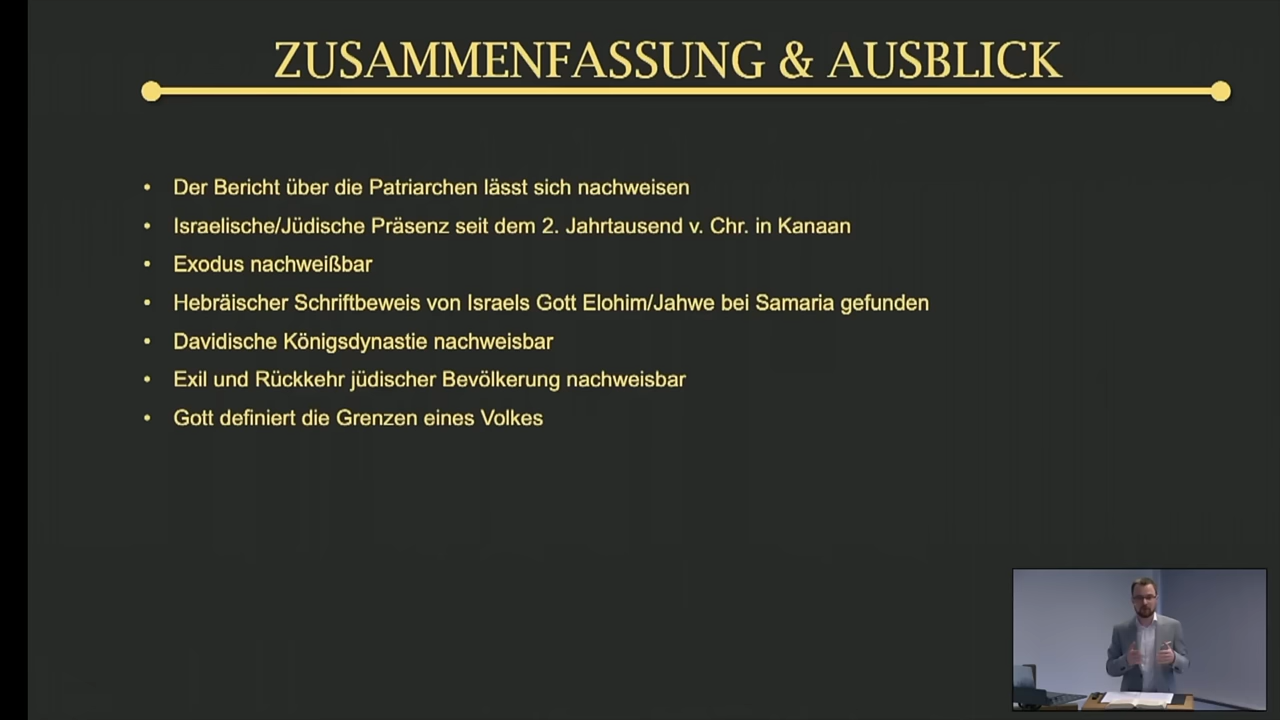 ZUSAMMENFASSUNG & AUSBLICK
• Der Bericht über die Patriarchen lässt sich nachweisen
• Israelische/Jüdische Präsenz seit dem 2. Jahrtausend v. Chr. in Kanaan
• Exodus nachweißbar
• Hebräischer Schriftbeweis von Israels Gott Elohim/Jahwe bei Samaria gefunden
• Davidische Königsdynastie nachweisbar
• Exil und Rückkehr jüdischer Bevölkerung nachweisbar
• Gott definiert die Grenzen eines Volkes